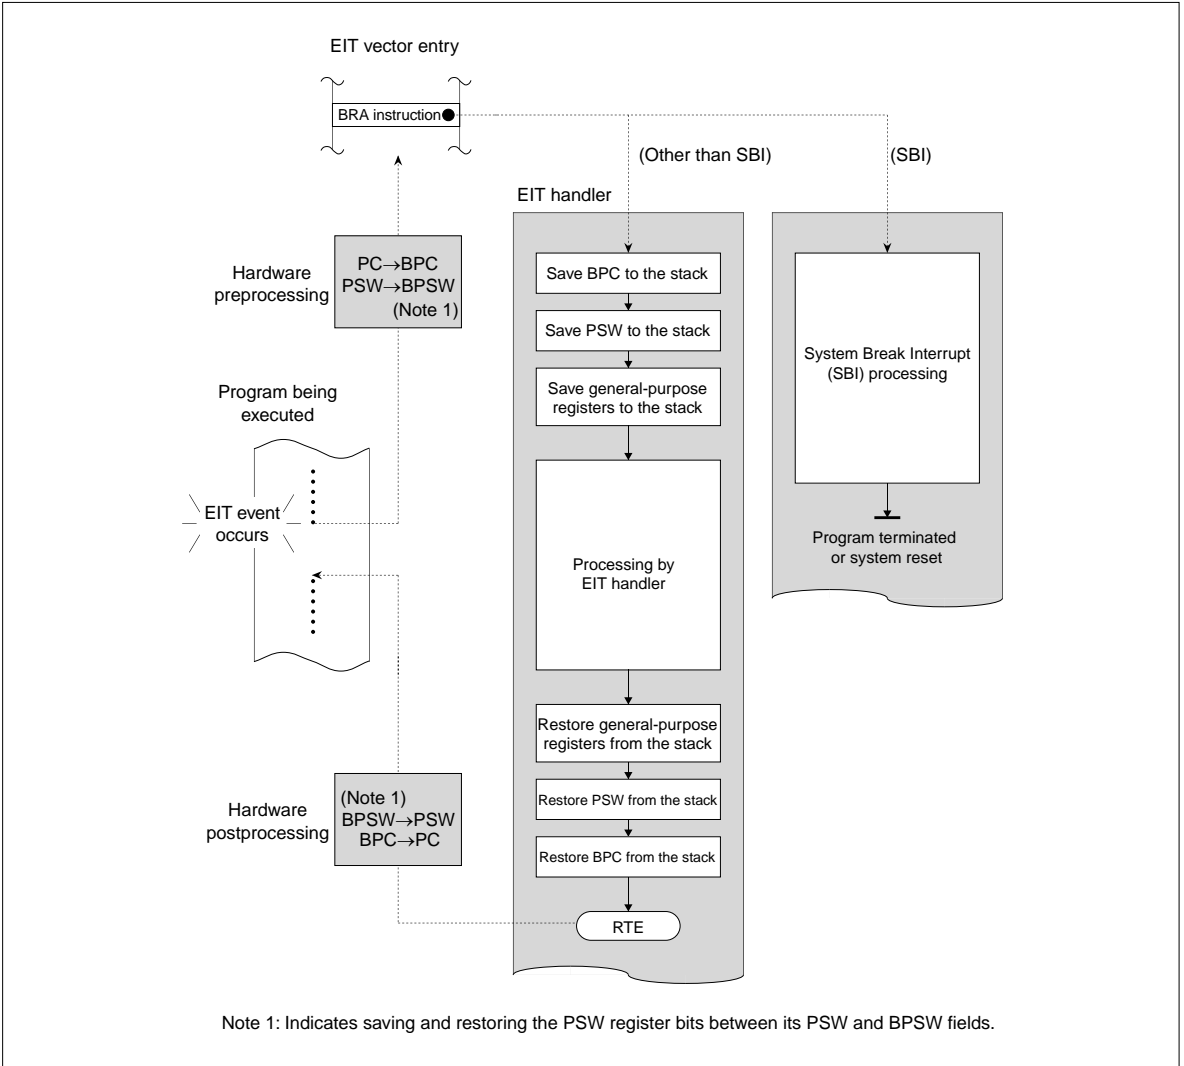 EIT vector entry
BRA instruction
(Other than SBI)
(SBI)
EIT handler
Hardware
preprocessing
PC→BPC
PSW→BPSW
(Note 1)
Save BPC to the stack
Save PSW to the stack
Save general-purpose
registers to the stack
System Break Interrupt
(SBI) processing
Program being
executed
EIT event
occurs
Program terminated
or system reset
Processing by
EIT handler
Restore general-purpose
registers from the stack
Restore PSW from the stack
Restore BPC from the stack
Hardware
postprocessing
(Note 1)
BPSW→PSW
BPC→PC
RTE
Note 1: Indicates saving and restoring the PSW register bits between its PSW and BPSW fields.